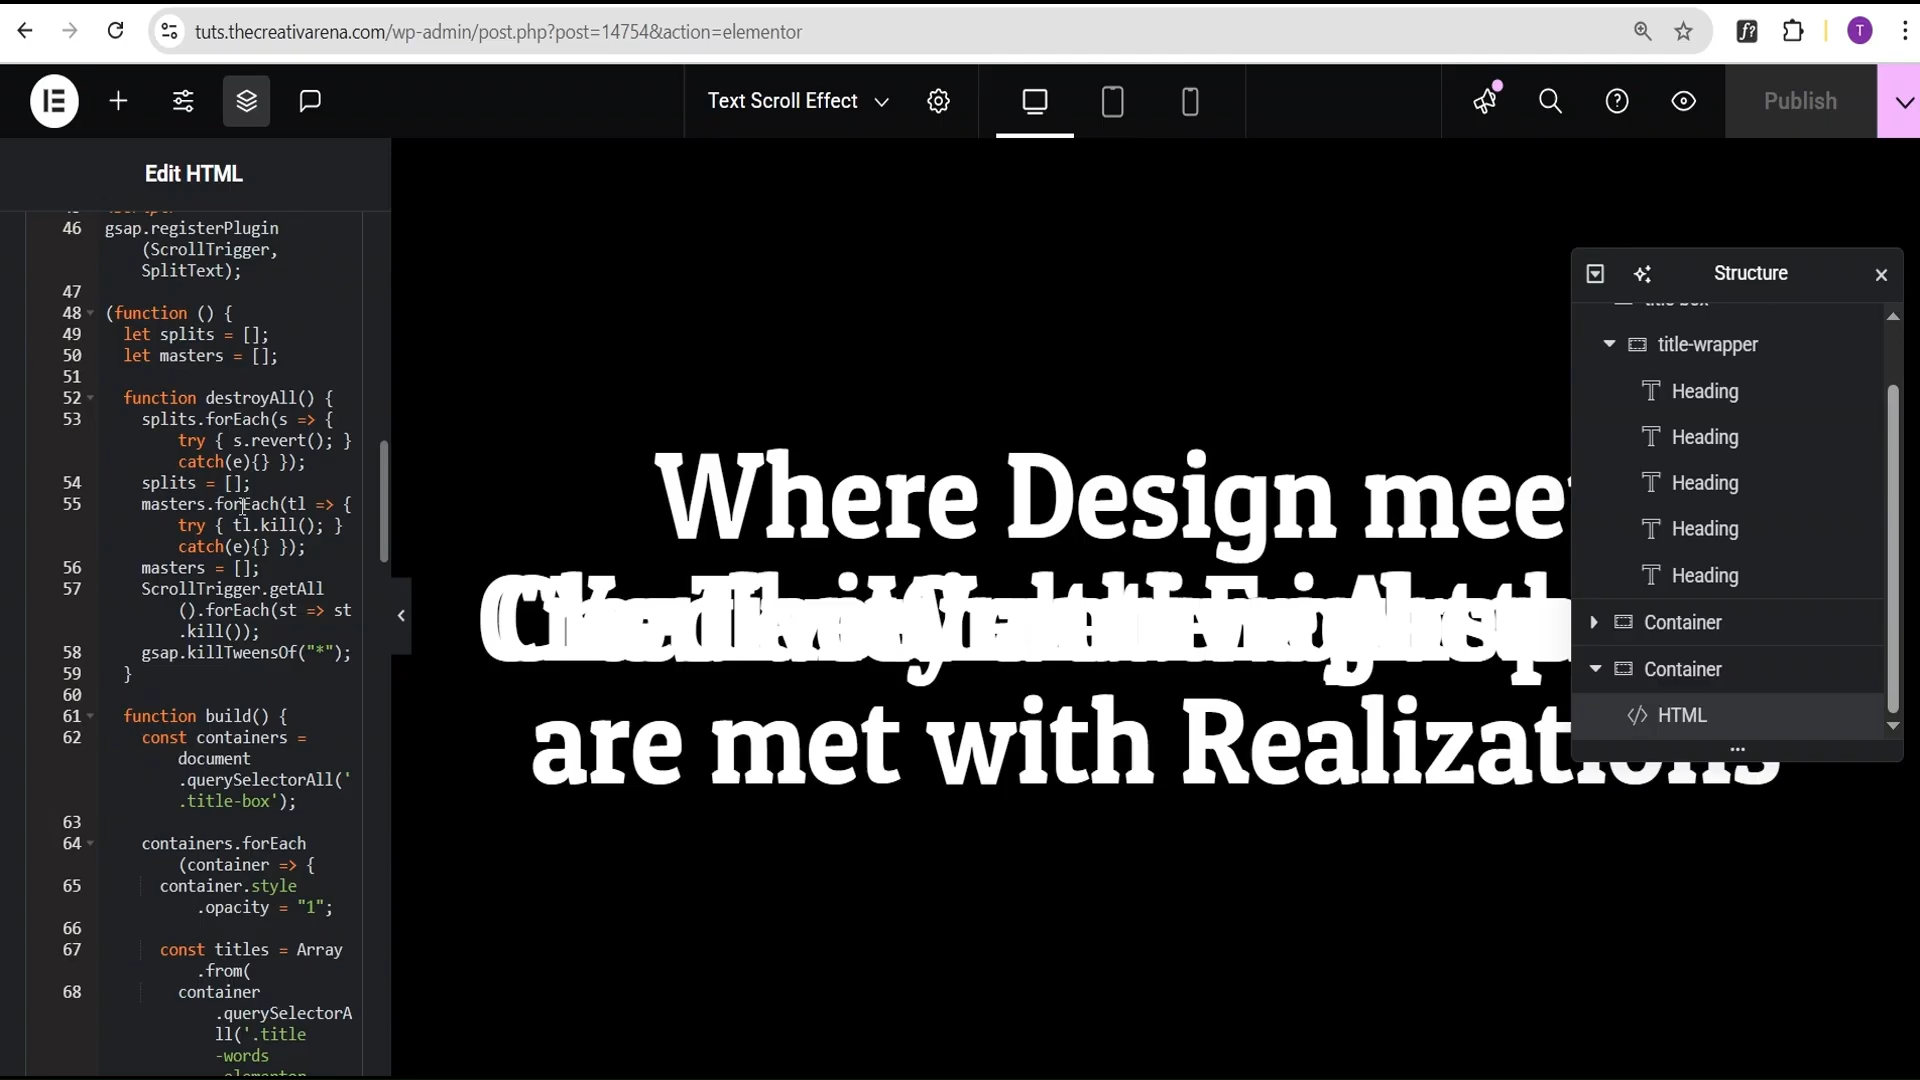 tuts.thecreativarena.com/wp-admin/post.php?post=14754&action=elementor
f?
T
Text Scroll Effect
Publish
Edit HTML
46 gsap.registerPlugin
(ScrollTrigger,
SplitText);
47
48 (function () {
49 let splits = [];
50 let masters = [];
51
52 function destroyAll() {
53 splits.forEach(s => {
try { s.revert(); }
catch(e){} });
54 splits = [];
55 masters.forEach(tl => {
try { tl.kill(); }
catch(e){} });
56 masters = [];
57 ScrollTrigger.getAll
().forEach(st => st
.kill());
58 gsap.killTweensOf("*");
59 }
60
61 function build() {
62 const containers =
document
.querySelectorAll('
.title-box');
63
64 containers.forEach
(container => {
65 container.style
.opacity = "1";
66
67 const titles = Array
.from(
68 container
.querySelectorA
ll('.title
-words
Where Design mee
are met with Realizations
Structure
title-wrapper
Heading
Heading
Heading
Heading
Heading
Container
Container
HTML